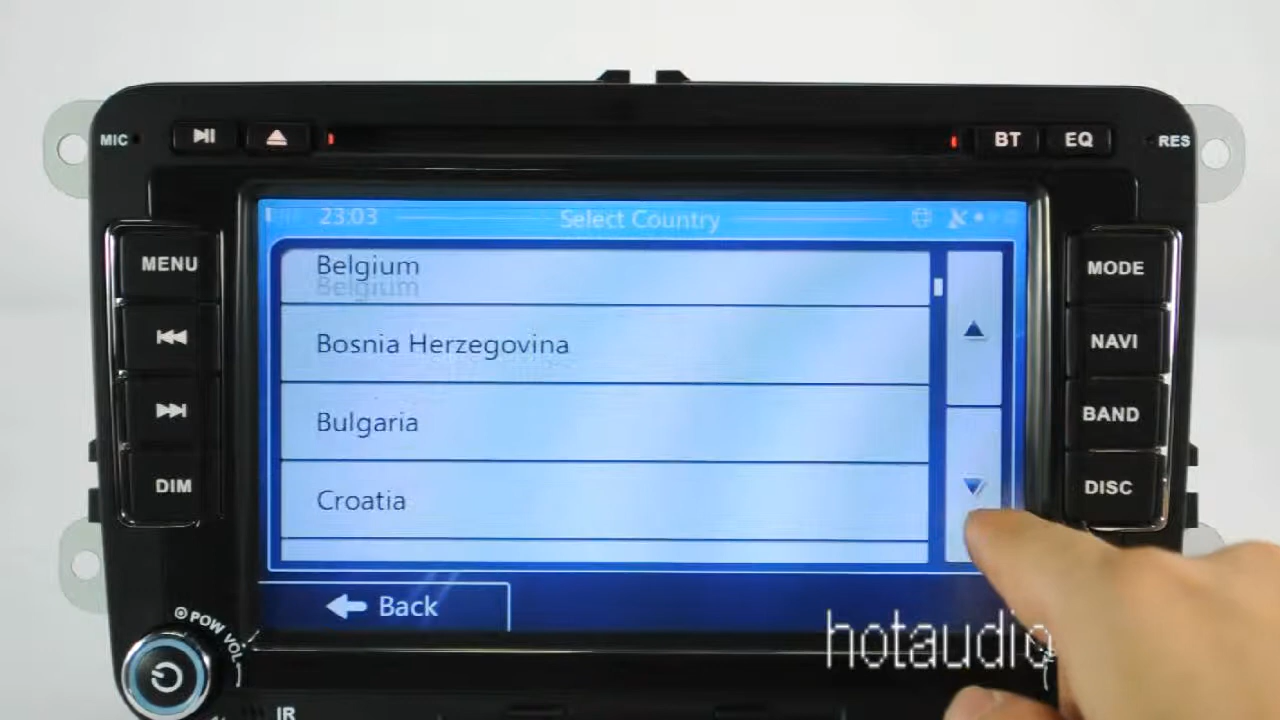 MIC
BT
EQ
RES
23:03
Select Country
MENU
MODE
Belgium
Bosnia Herzegovina
NAVI
Bulgaria
BAND
Croatia
DIM
DISC
Back
POW VOL
hotaudio
IR